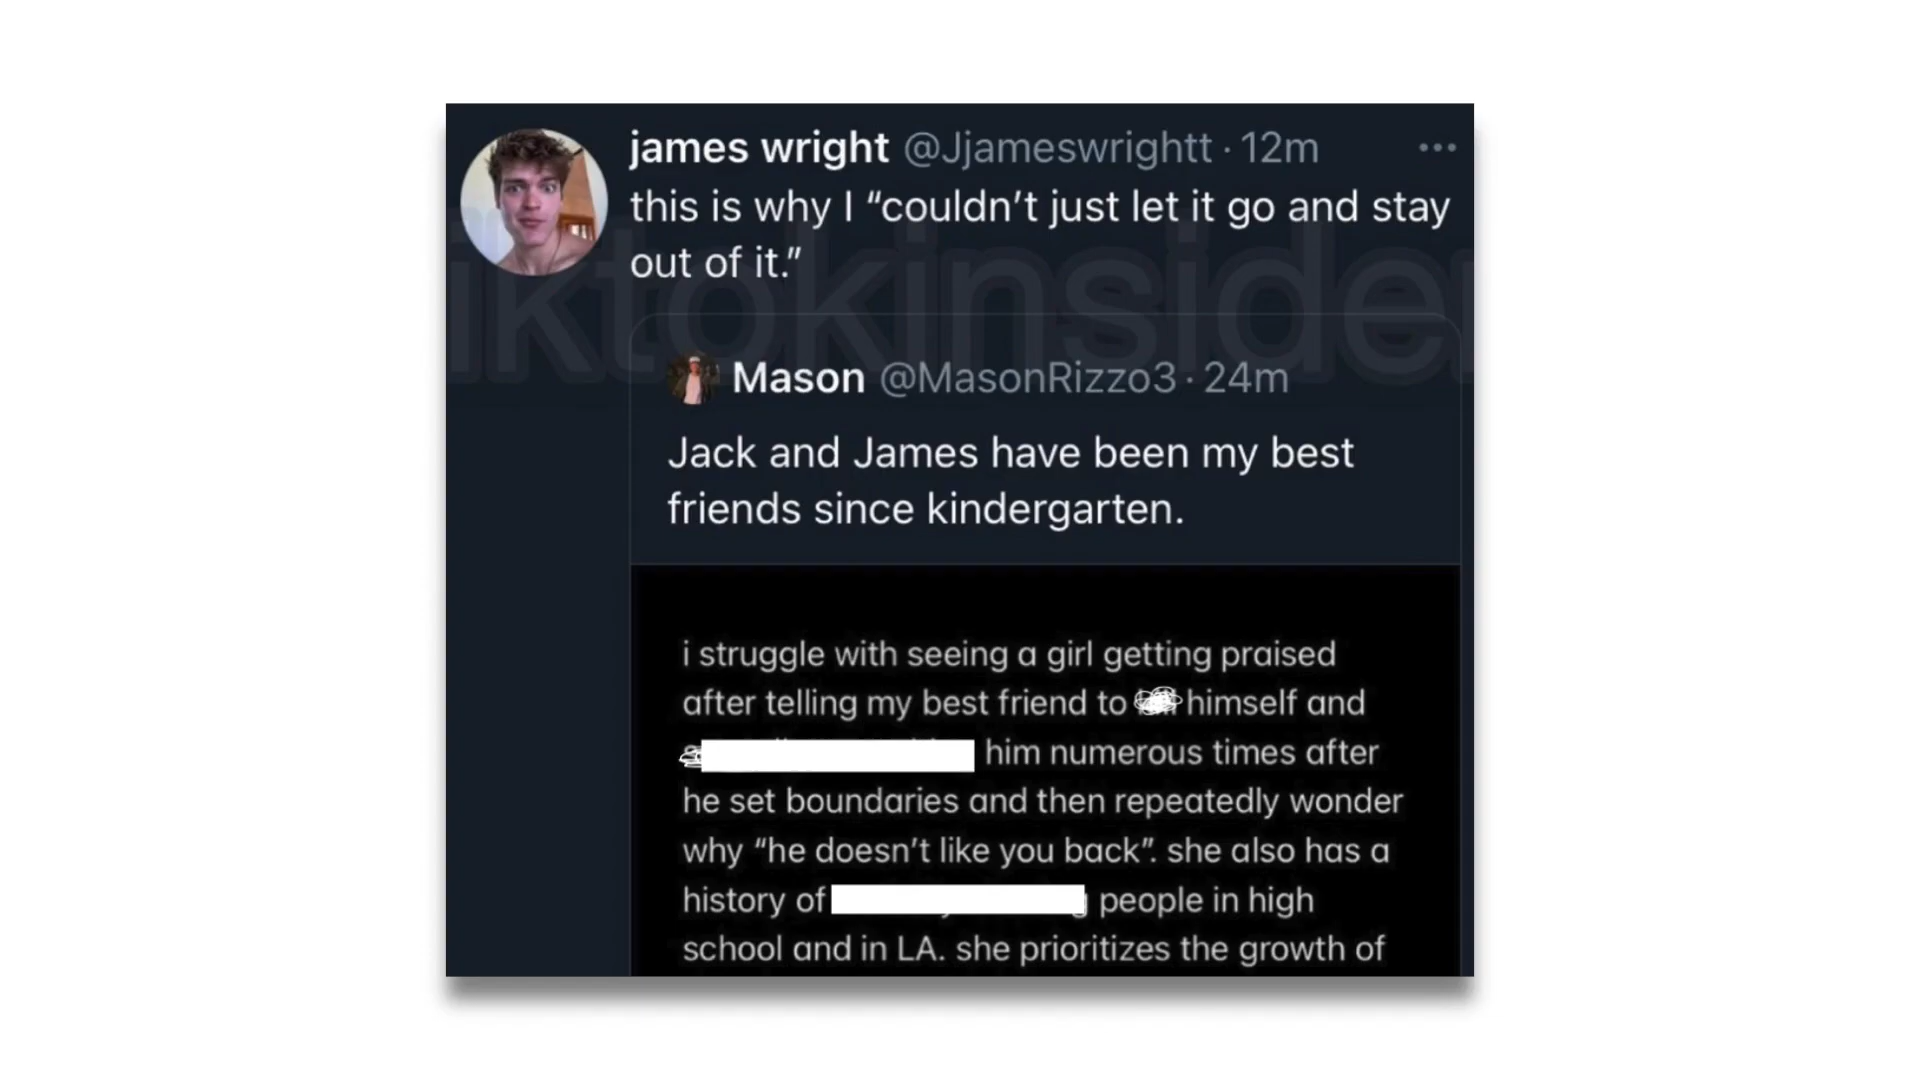 james wright @Jjameswrightt · 12m
this is why I “couldn’t just let it go and stay
out of it.”
iktokinsider
Mason @MasonRizzo3 · 24m
Jack and James have been my best
friends since kindergarten.
i struggle with seeing a girl getting praised
after telling my best friend to himself and
him numerous times after
he set boundaries and then repeatedly wonder
why “he doesn’t like you back”. she also has a
history of people in high
school and in LA. she prioritizes the growth of